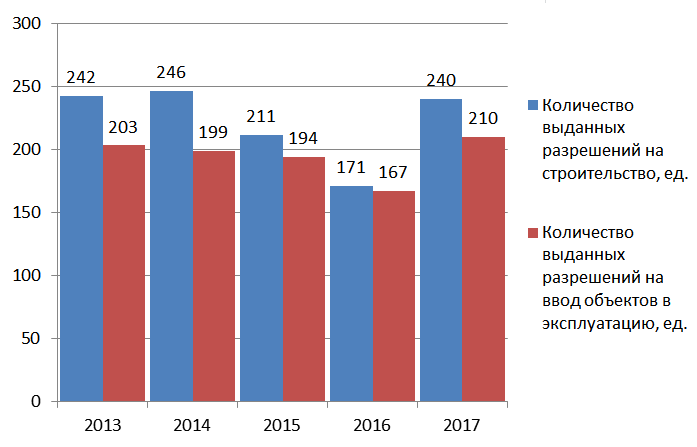 300
250
200
150
100
50
0
242
203
246
199
211
194
171
167
240
210
2013
2014
2015
2016
2017
Количество
выданных
разрешений на
строительство, ед.
Количество
выданных
разрешений на
ввод объектов в
эксплуатацию, ед.